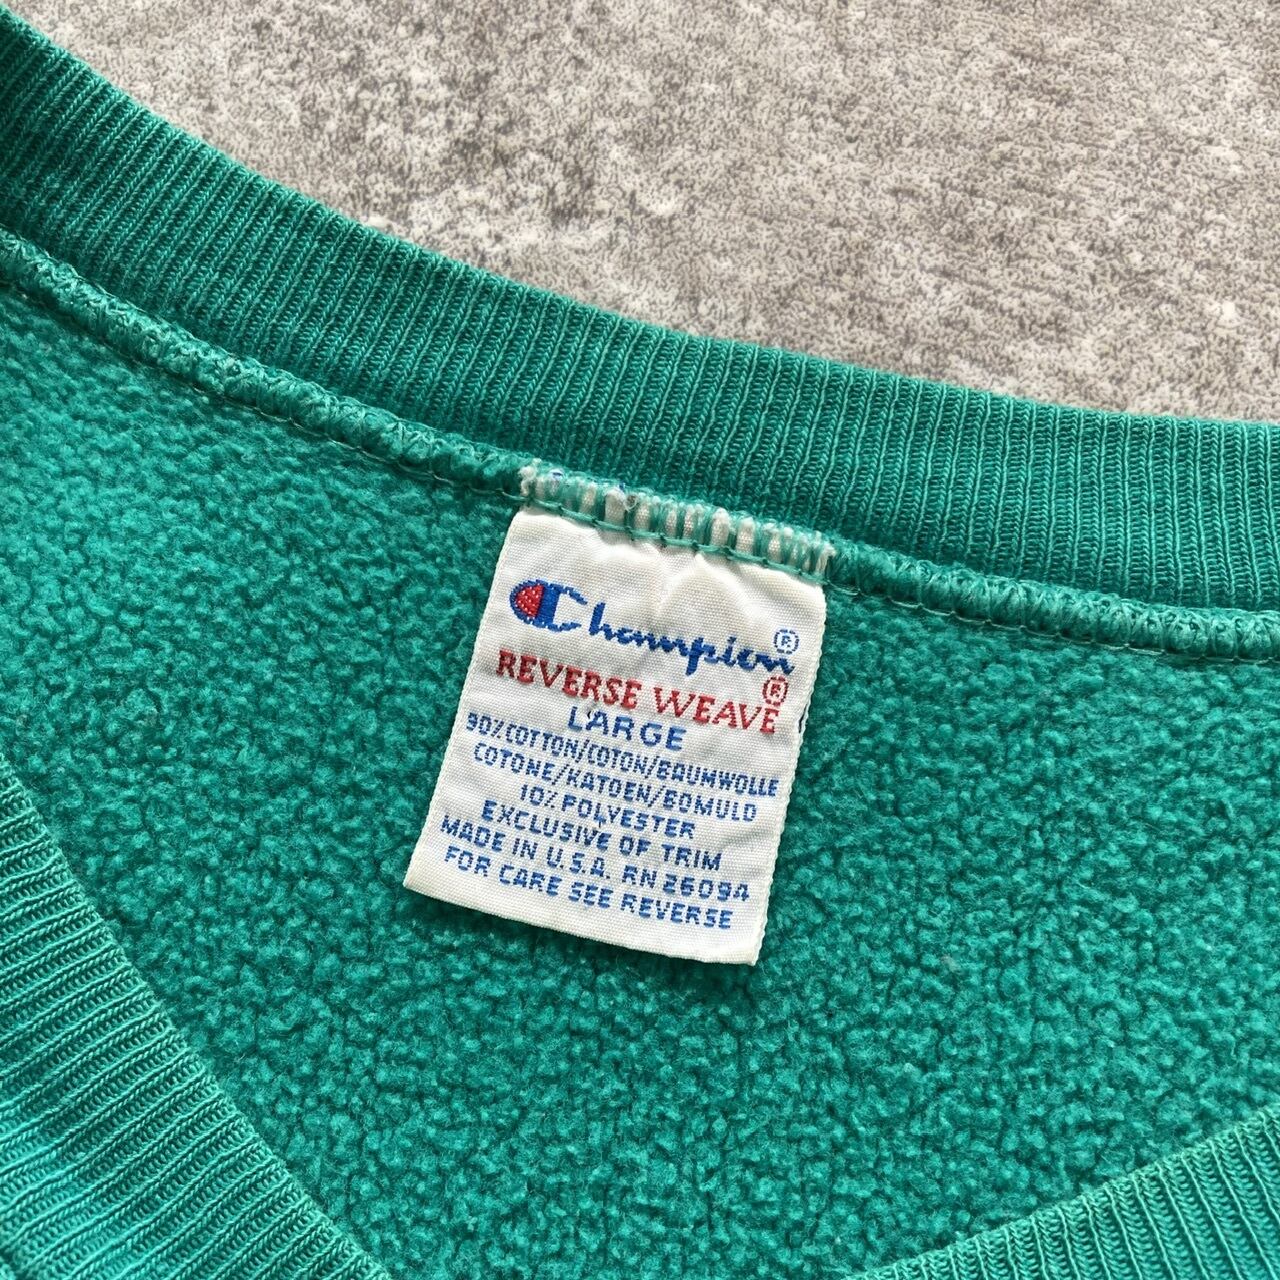 Champion®
REVERSE WEAVE®
LARGE
90%COTTON/COTON/BAUMWOLLE
COTONE/KATOEN/BOMULD
10% POLYESTER
EXCLUSIVE OF TRIM
MADE IN U.S.A. RN 26094
FOR CARE SEE REVERSE